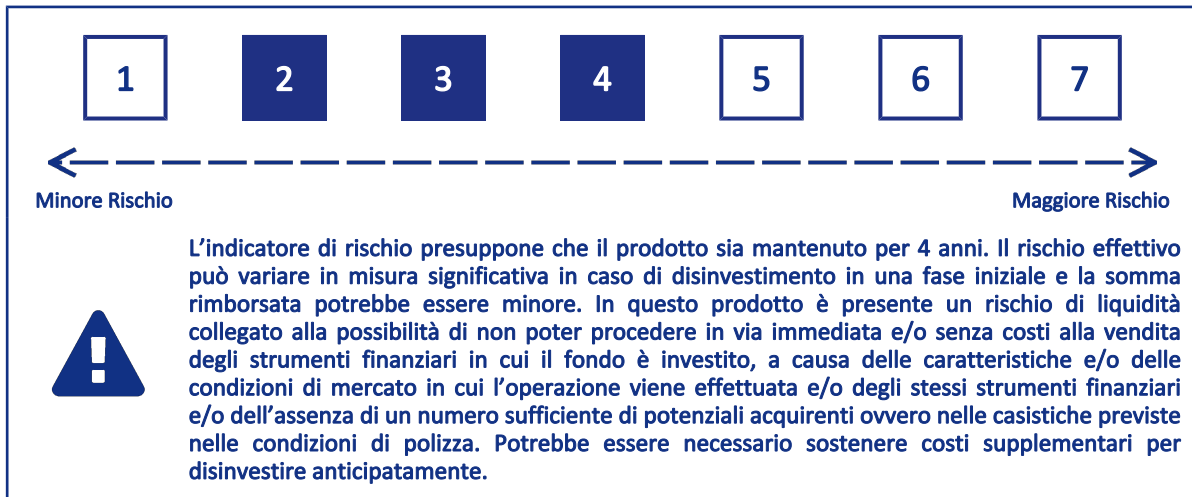 1 2 3 4 5 6 7
Minore Rischio Maggiore Rischio
L'indicatore di rischio presuppone che il prodotto sia mantenuto per 4 anni. Il rischio effettivo
può variare in misura significativa in caso di disinvestimento in una fase iniziale e la somma
rimborsata potrebbe essere minore. In questo prodotto è presente un rischio di liquidità
collegato alla possibilità di non poter procedere in via immediata e/o senza costi alla vendita
degli strumenti finanziari in cui il fondo è investito, a causa delle caratteristiche e/o delle
condizioni di mercato in cui l'operazione viene effettuata e/o degli stessi strumenti finanziari
e/o dell'assenza di un numero sufficiente di potenziali acquirenti ovvero nelle casistiche previste
nelle condizioni di polizza. Potrebbe essere necessario sostenere costi supplementari per
disinvestire anticipatamente.